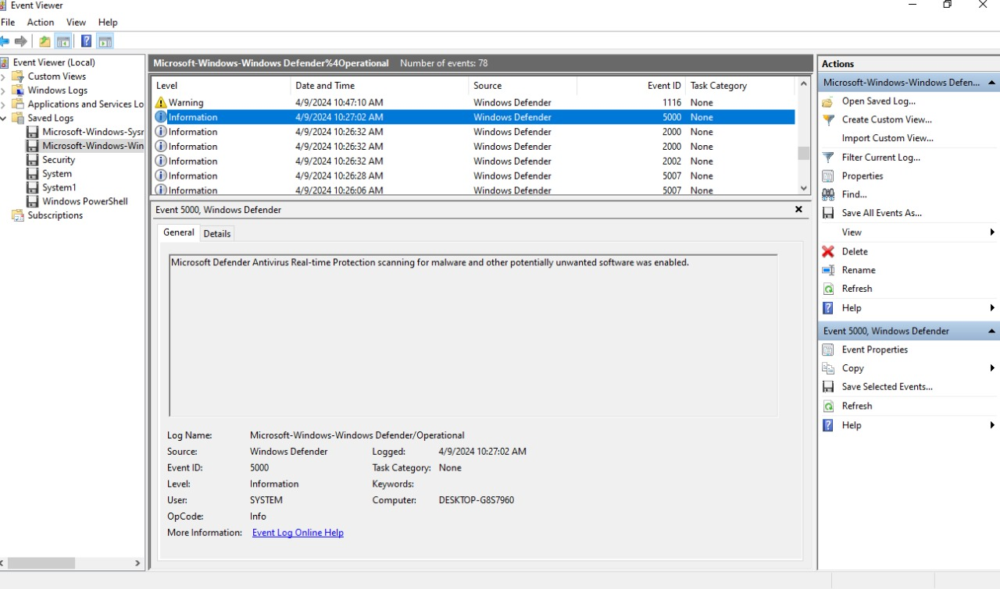 Event Viewer
File Action View Help
Event Viewer (Local)
Custom Views
Windows Logs
Applications and Services Lo
Saved Logs
Microsoft-Windows-Sysr
Microsoft-Windows-Win
Security
System
System1
Windows PowerShell
Subscriptions
Microsoft-Windows-Windows Defender%4Operational Number of events: 78
Level Date and Time Source Event ID Task Category
Warning 4/9/2024 10:47:10 AM Windows Defender 1116 None
Information 4/9/2024 10:27:02 AM Windows Defender 5000 None
Information 4/9/2024 10:26:32 AM Windows Defender 2000 None
Information 4/9/2024 10:26:32 AM Windows Defender 2000 None
Information 4/9/2024 10:26:32 AM Windows Defender 2002 None
Information 4/9/2024 10:26:28 AM Windows Defender 5007 None
Information 4/9/2024 10:26:06 AM Windows Defender 5007 None
Event 5000, Windows Defender
General Details
Microsoft Defender Antivirus Real-time Protection scanning for malware and other potentially unwanted software was enabled.
Log Name: Microsoft-Windows-Windows Defender/Operational
Source: Windows Defender Logged: 4/9/2024 10:27:02 AM
Event ID: 5000 Task Category: None
Level: Information Keywords:
User: SYSTEM Computer: DESKTOP-G8S7960
OpCode: Info
More Information: Event Log Online Help
Actions
Microsoft-Windows-Windows Defen...
Open Saved Log...
Create Custom View...
Import Custom View...
Filter Current Log...
Properties
Find...
Save All Events As...
View
Delete
Rename
Refresh
Help
Event 5000, Windows Defender
Event Properties
Copy
Save Selected Events...
Refresh
Help